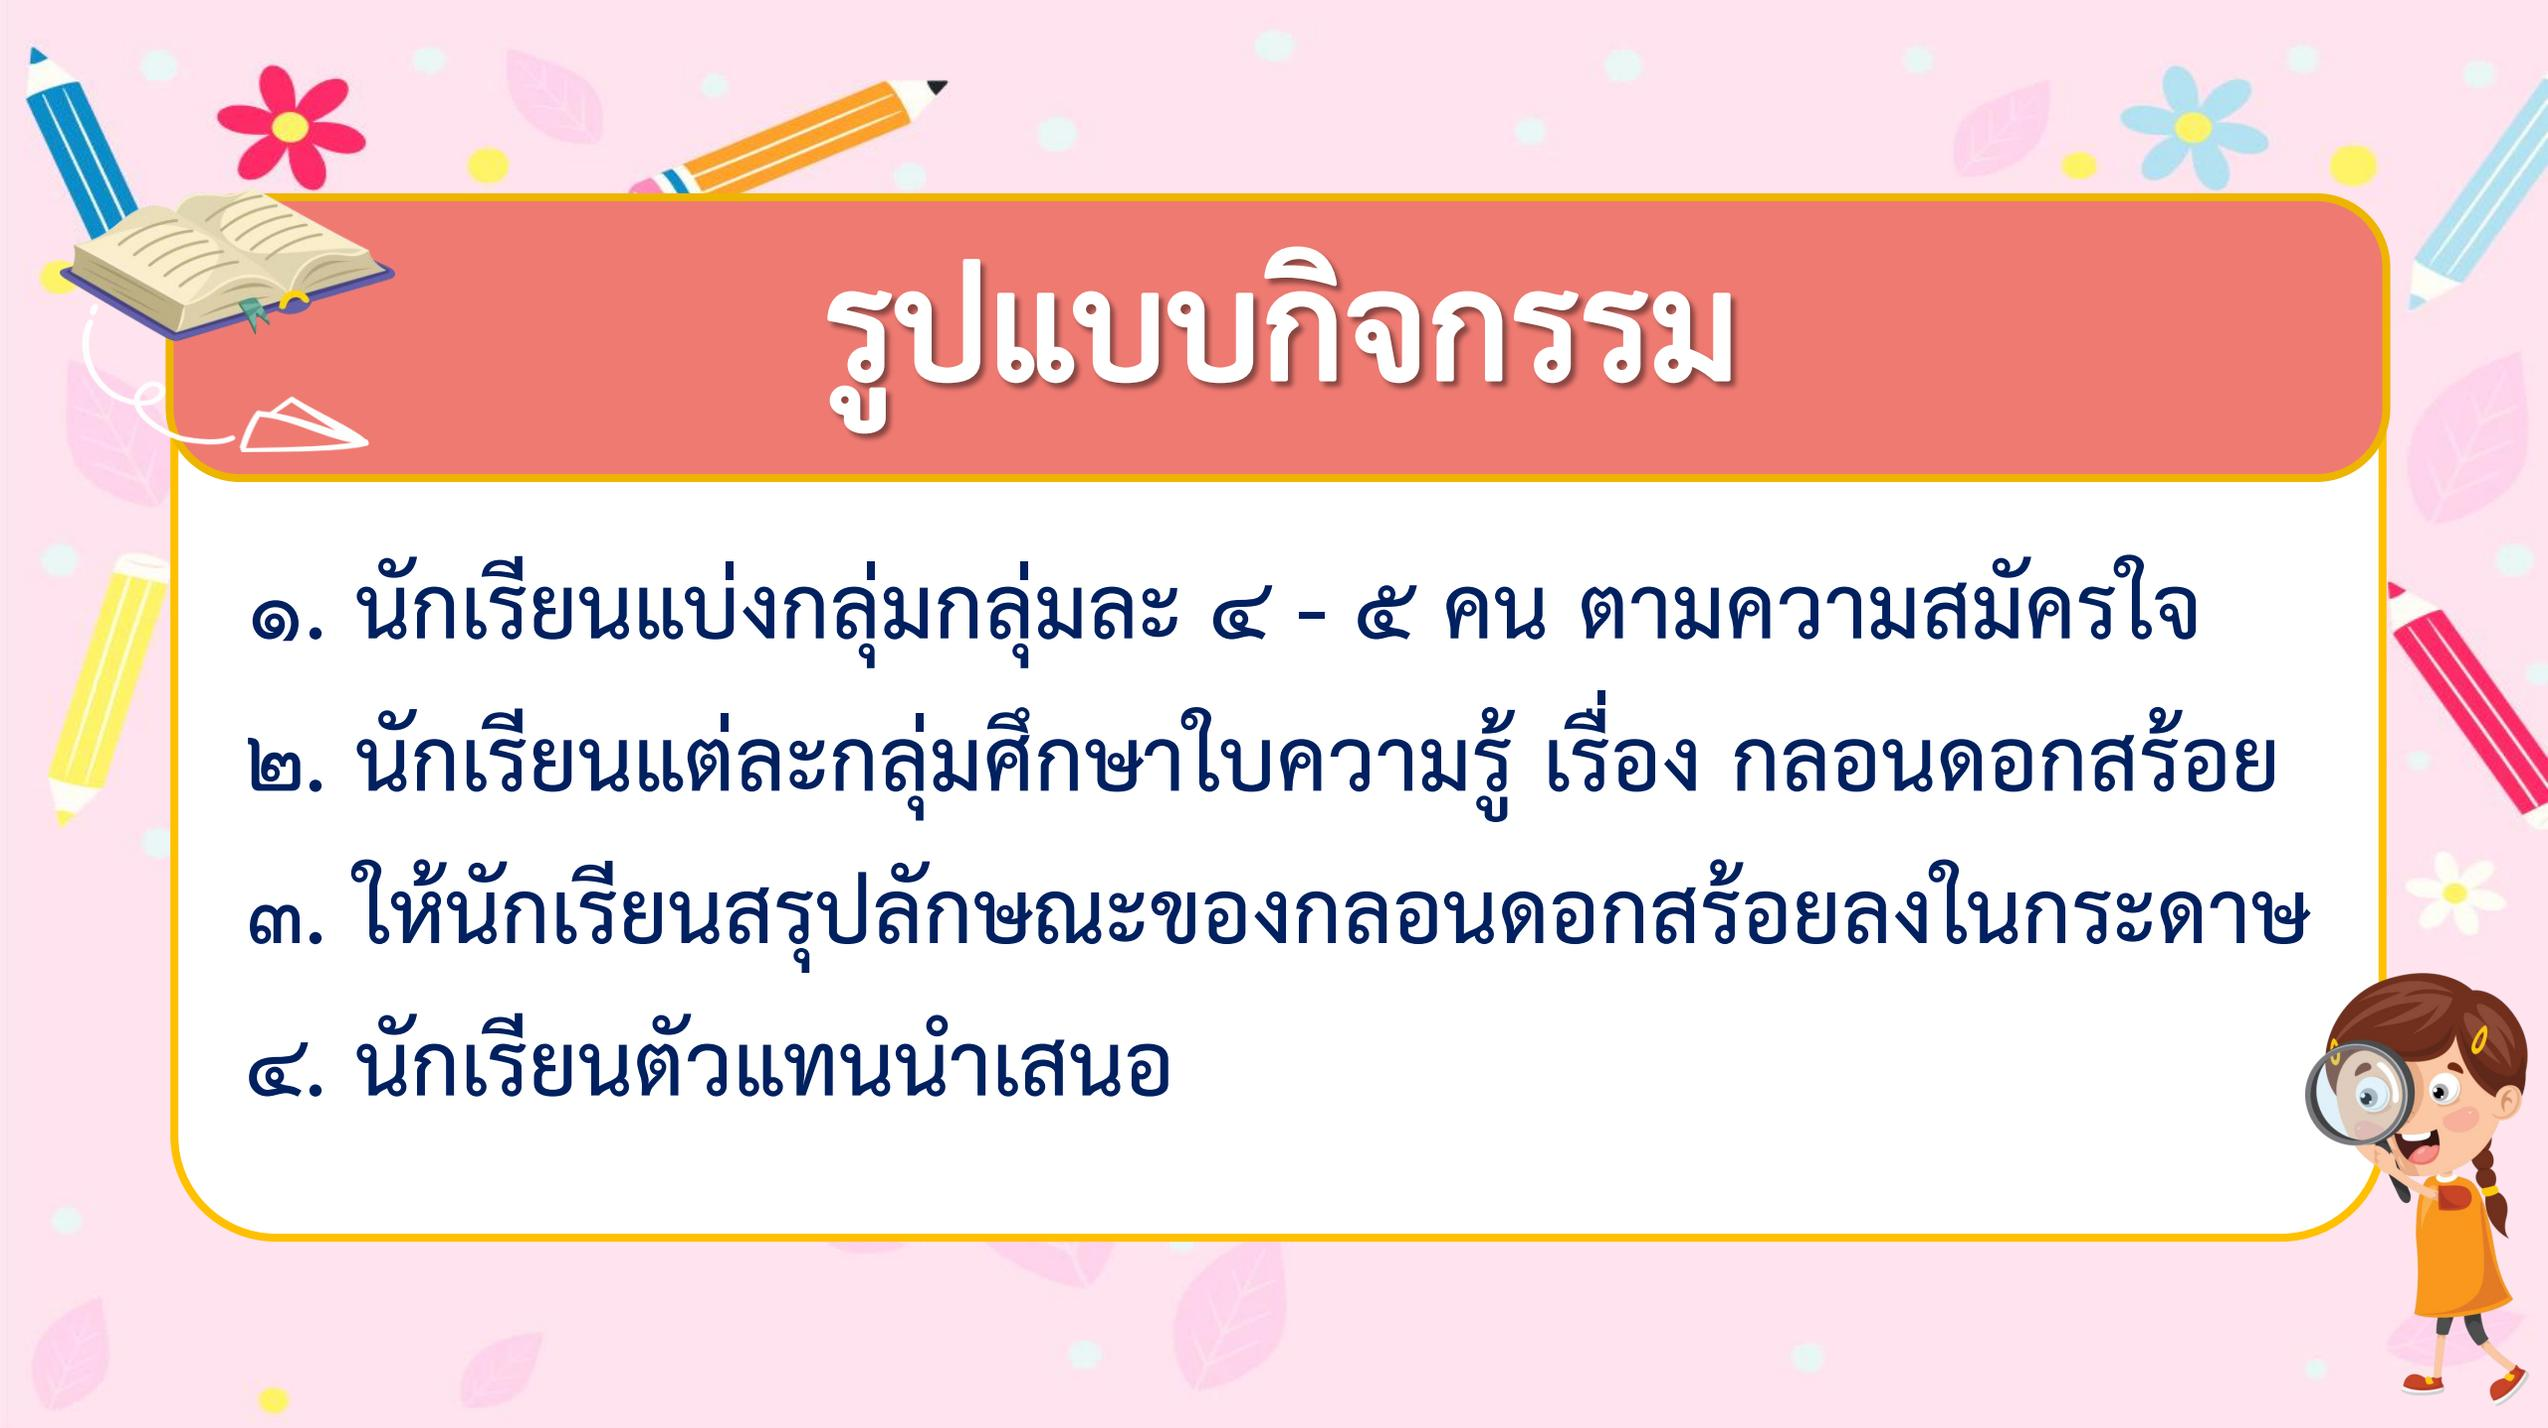 รูปแบบกิจกรรม
๑. นักเรียนแบ่งกลุ่มกลุ่มละ ๔ - ๕ คน ตามความสมัครใจ
๒. นักเรียนแต่ละกลุ่มศึกษาใบความรู้ เรื่อง กลอนดอกสร้อย
๓. ให้นักเรียนสรุปลักษณะของกลอนดอกสร้อยลงในกระดาษ
๔. นักเรียนตัวแทนนำเสนอ